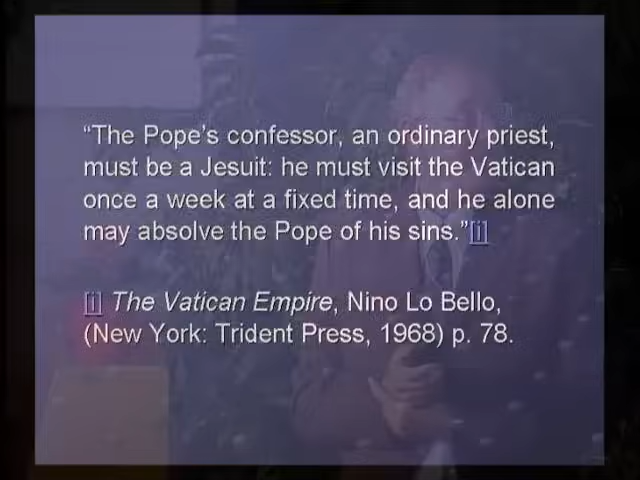 “The Pope’s confessor, an ordinary priest,
must be a Jesuit: he must visit the Vatican
once a week at a fixed time, and he alone
may absolve the Pope of his sins.”[i]
[i] The Vatican Empire, Nino Lo Bello,
(New York: Trident Press, 1968) p. 78.